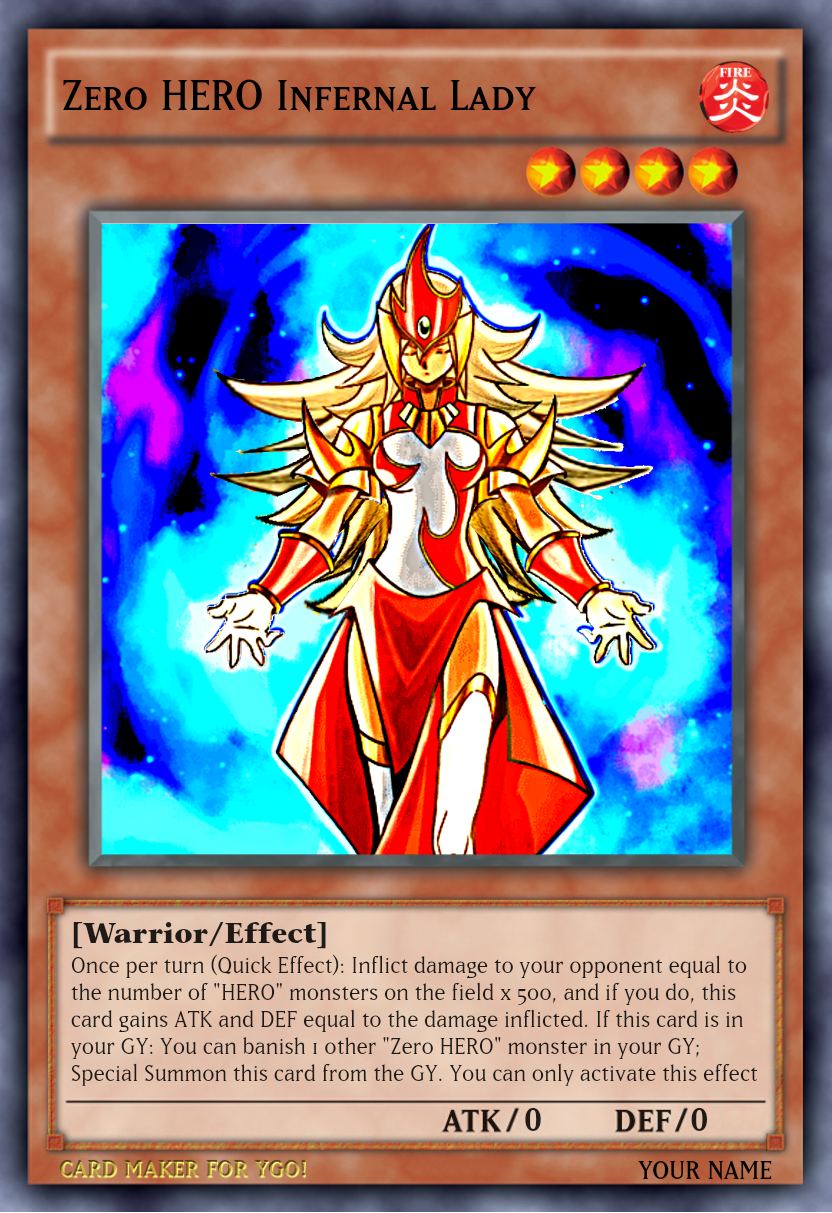 Zero HERO Infernal Lady
FIRE
炎
[Warrior/Effect]
Once per turn (Quick Effect): Inflict damage to your opponent equal to
the number of "HERO" monsters on the field x 500, and if you do, this
card gains ATK and DEF equal to the damage inflicted. If this card is in
your GY: You can banish 1 other "Zero HERO" monster in your GY;
Special Summon this card from the GY. You can only activate this effect
ATK/0 DEF/0
CARD MAKER FOR YGO! YOUR NAME